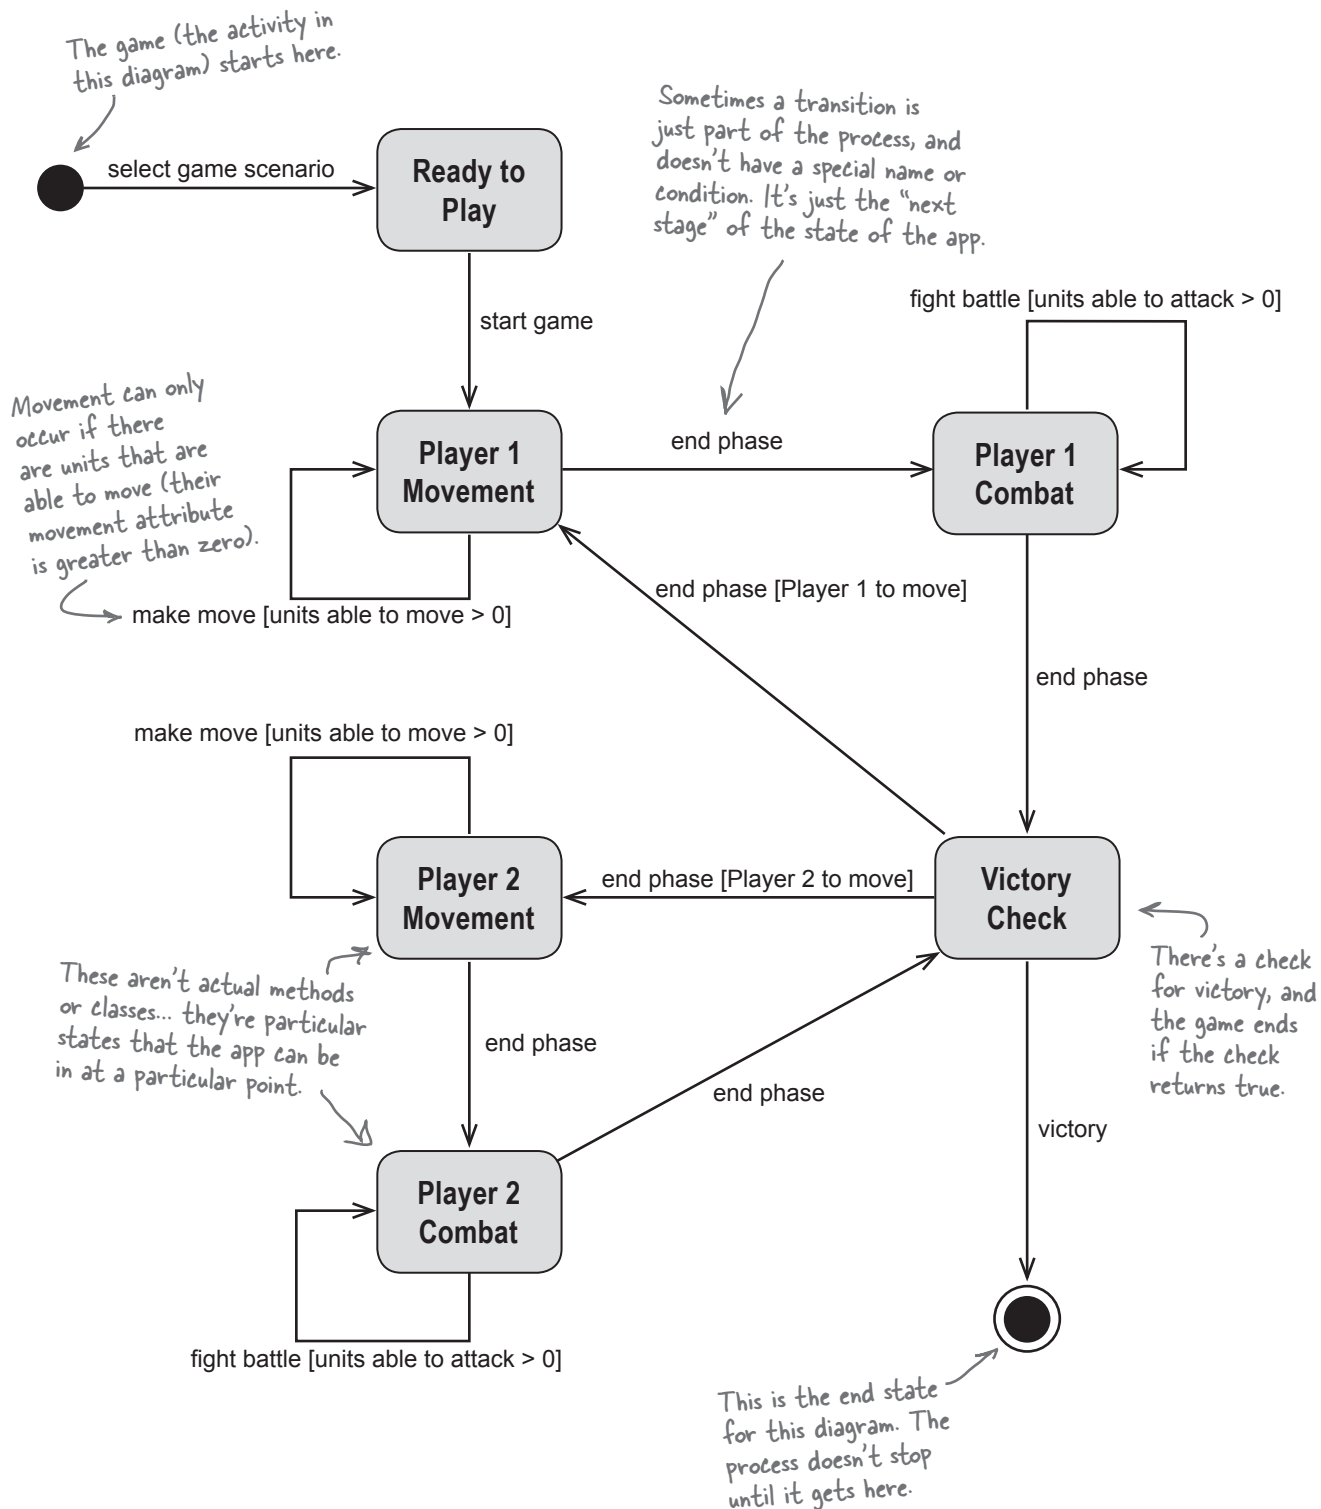 The game (the activity in
this diagram) starts here.
select game scenario
Ready to
Play
Sometimes a transition is
just part of the process, and
doesn't have a special name or
condition. It's just the “next
stage” of the state of the app.
start game
fight battle [units able to attack > 0]
Movement can only
occur if there
are units that are
able to move (their
movement attribute
is greater than zero).
Player 1
Movement
end phase
Player 1
Combat
make move [units able to move > 0]
end phase [Player 1 to move]
end phase
make move [units able to move > 0]
Player 2
Movement
end phase [Player 2 to move]
Victory
Check
These aren't actual methods
or classes... they're particular
states that the app can be
in at a particular point.
end phase
end phase
There's a check
for victory, and
the game ends
if the check
returns true.
victory
Player 2
Combat
fight battle [units able to attack > 0]
This is the end state
for this diagram. The
process doesn't stop
until it gets here.